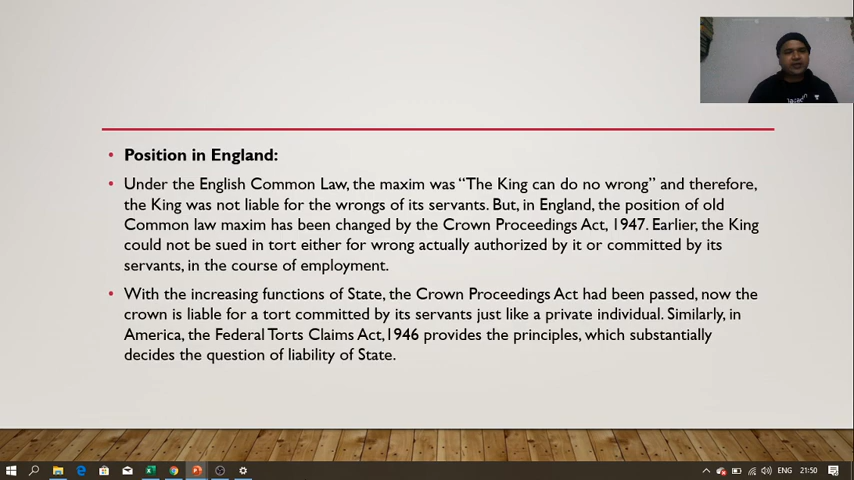 Position in England:
Under the English Common Law, the maxim was “The King can do no wrong” and therefore,
the King was not liable for the wrongs of its servants. But, in England, the position of old
Common law maxim has been changed by the Crown Proceedings Act, 1947. Earlier, the King
could not be sued in tort either for wrong actually authorized by it or committed by its
servants, in the course of employment.
With the increasing functions of State, the Crown Proceedings Act had been passed, now the
crown is liable for a tort committed by its servants just like a private individual. Similarly, in
America, the Federal Torts Claims Act,1946 provides the principles, which substantially
decides the question of liability of State.
ENG 21:50